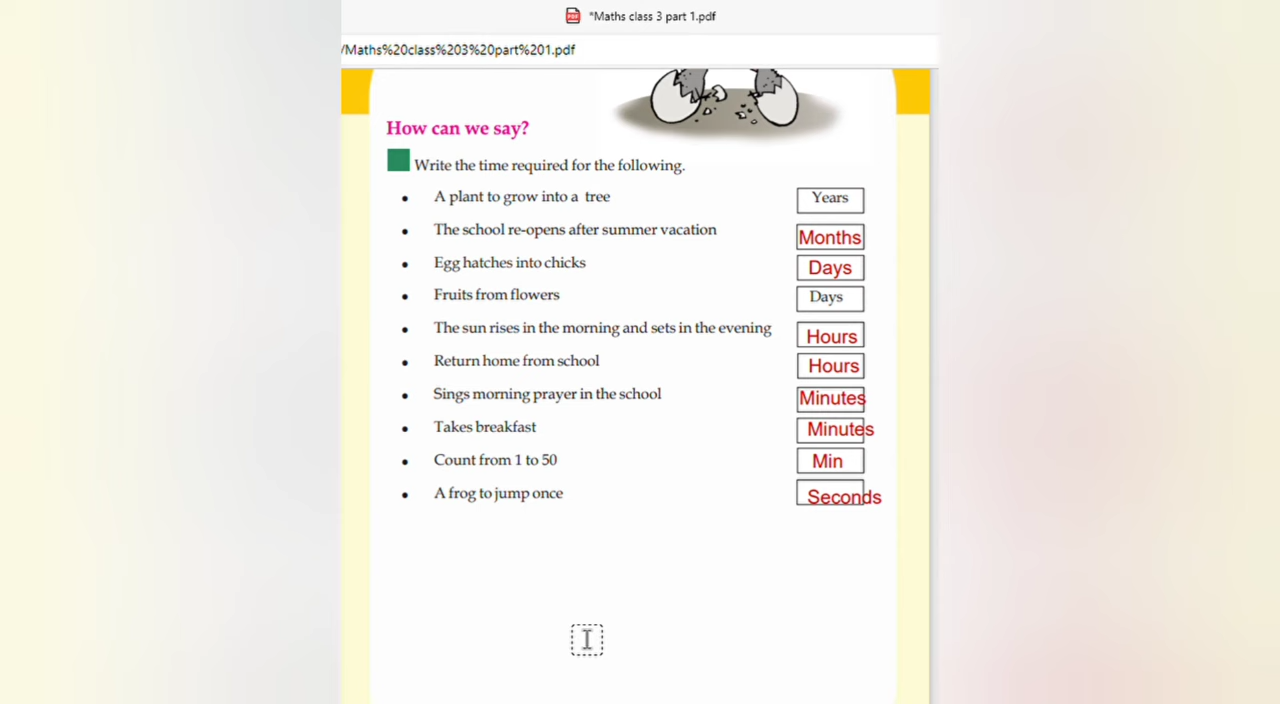 *Maths class 3 part 1.pdf
/Maths%20class%203%20part%201.pdf
How can we say?
Write the time required for the following.
• A plant to grow into a tree Years
• The school re-opens after summer vacation Months
• Egg hatches into chicks Days
• Fruits from flowers Days
• The sun rises in the morning and sets in the evening Hours
• Return home from school Hours
• Sings morning prayer in the school Minutes
• Takes breakfast Minutes
• Count from 1 to 50 Min
• A frog to jump once Seconds